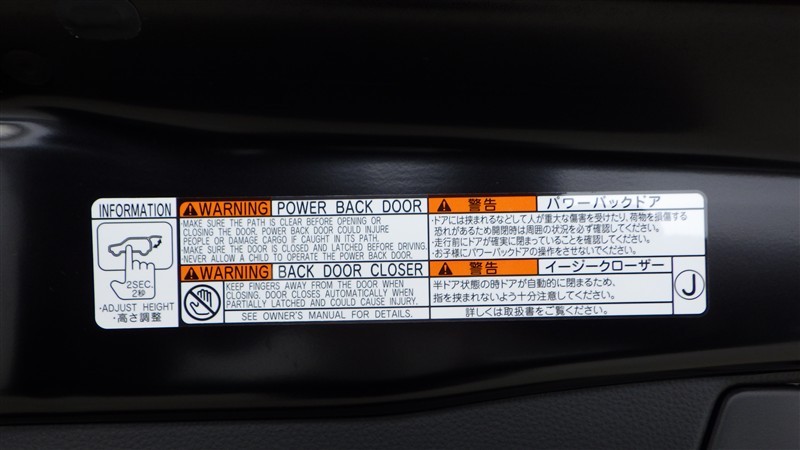 INFORMATION
2SEC.
2秒
・ADJUST HEIGHT
・高さ調整
WARNING POWER BACK DOOR
・MAKE SURE THE PATH IS CLEAR BEFORE OPENING OR
CLOSING THE DOOR. POWER BACK DOOR COULD INJURE
PEOPLE OR DAMAGE CARGO IF CAUGHT IN ITS PATH.
・MAKE SURE THE DOOR IS CLOSED AND LATCHED BEFORE DRIVING.
・NEVER ALLOW A CHILD TO OPERATE THE POWER BACK DOOR.
WARNING BACK DOOR CLOSER
KEEP FINGERS AWAY FROM THE DOOR WHEN
CLOSING, DOOR CLOSES AUTOMATICALLY WHEN
PARTIALLY LATCHED AND COULD CAUSE INJURY.
SEE OWNER'S MANUAL FOR DETAILS.
警告 パワーバックドア
・ドアには挟まれるなどして人が重大な傷害を受けたり、荷物を損傷する
恐れがあるため開閉時は周囲の状況を必ず確認してください。
・走行前にドアが確実に閉まっていることを確認してください。
・お子様にパワーバックドアの操作をさせないでください。
警告 イージークローザー
半ドア状態の時ドアが自動的に閉まるため、
指を挟まれないよう十分注意してください。
詳しくは取扱書をご覧ください。
J